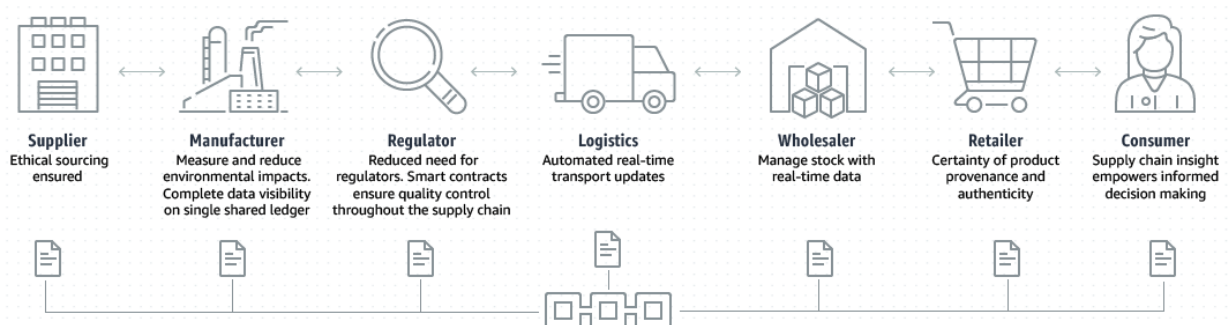 Supplier
Ethical sourcing
ensured
Manufacturer
Measure and reduce
environmental impacts.
Complete data visibility
on single shared ledger
Regulator
Reduced need for
regulators. Smart contracts
ensure quality control
throughout the supply chain
Logistics
Automated real-time
transport updates
Wholesaler
Manage stock with
real-time data
Retailer
Certainty of product
provenance and
authenticity
Consumer
Supply chain insight
empowers informed
decision making